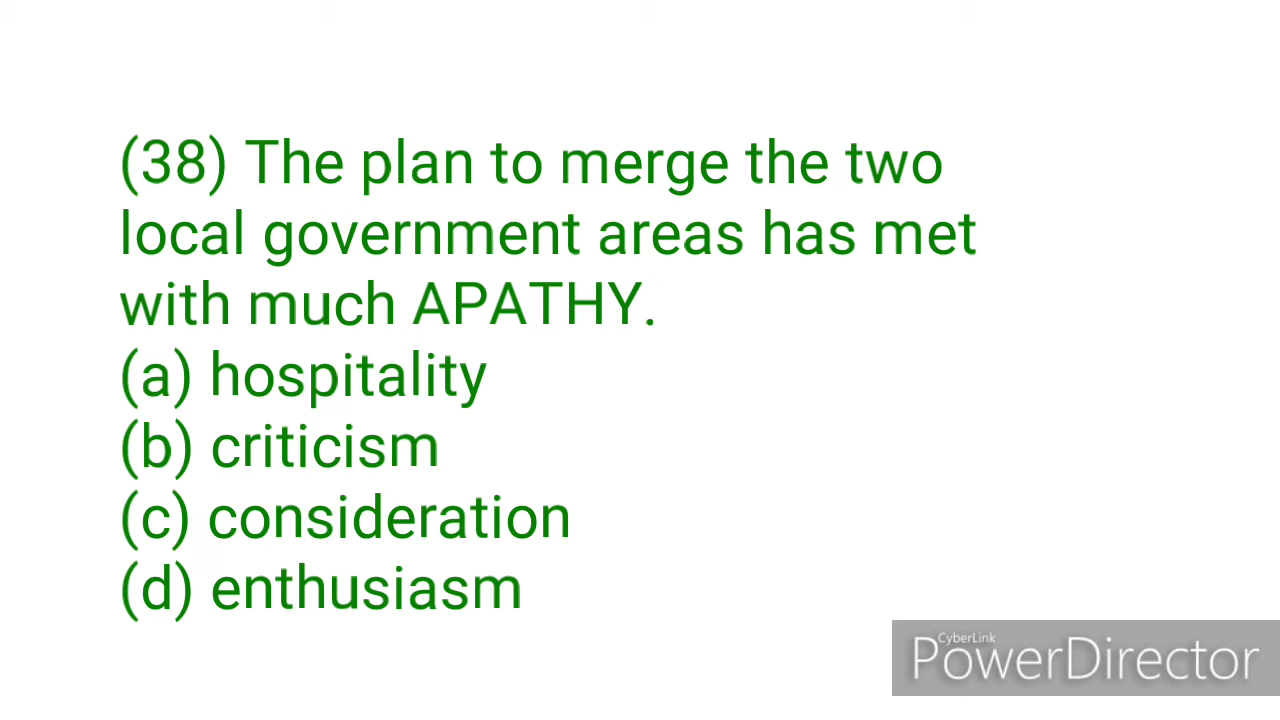 (38) The plan to merge the two
local government areas has met
with much APATHY.
(a) hospitality
(b) criticism
(c) consideration
(d) enthusiasm
CyberLink
PowerDirector